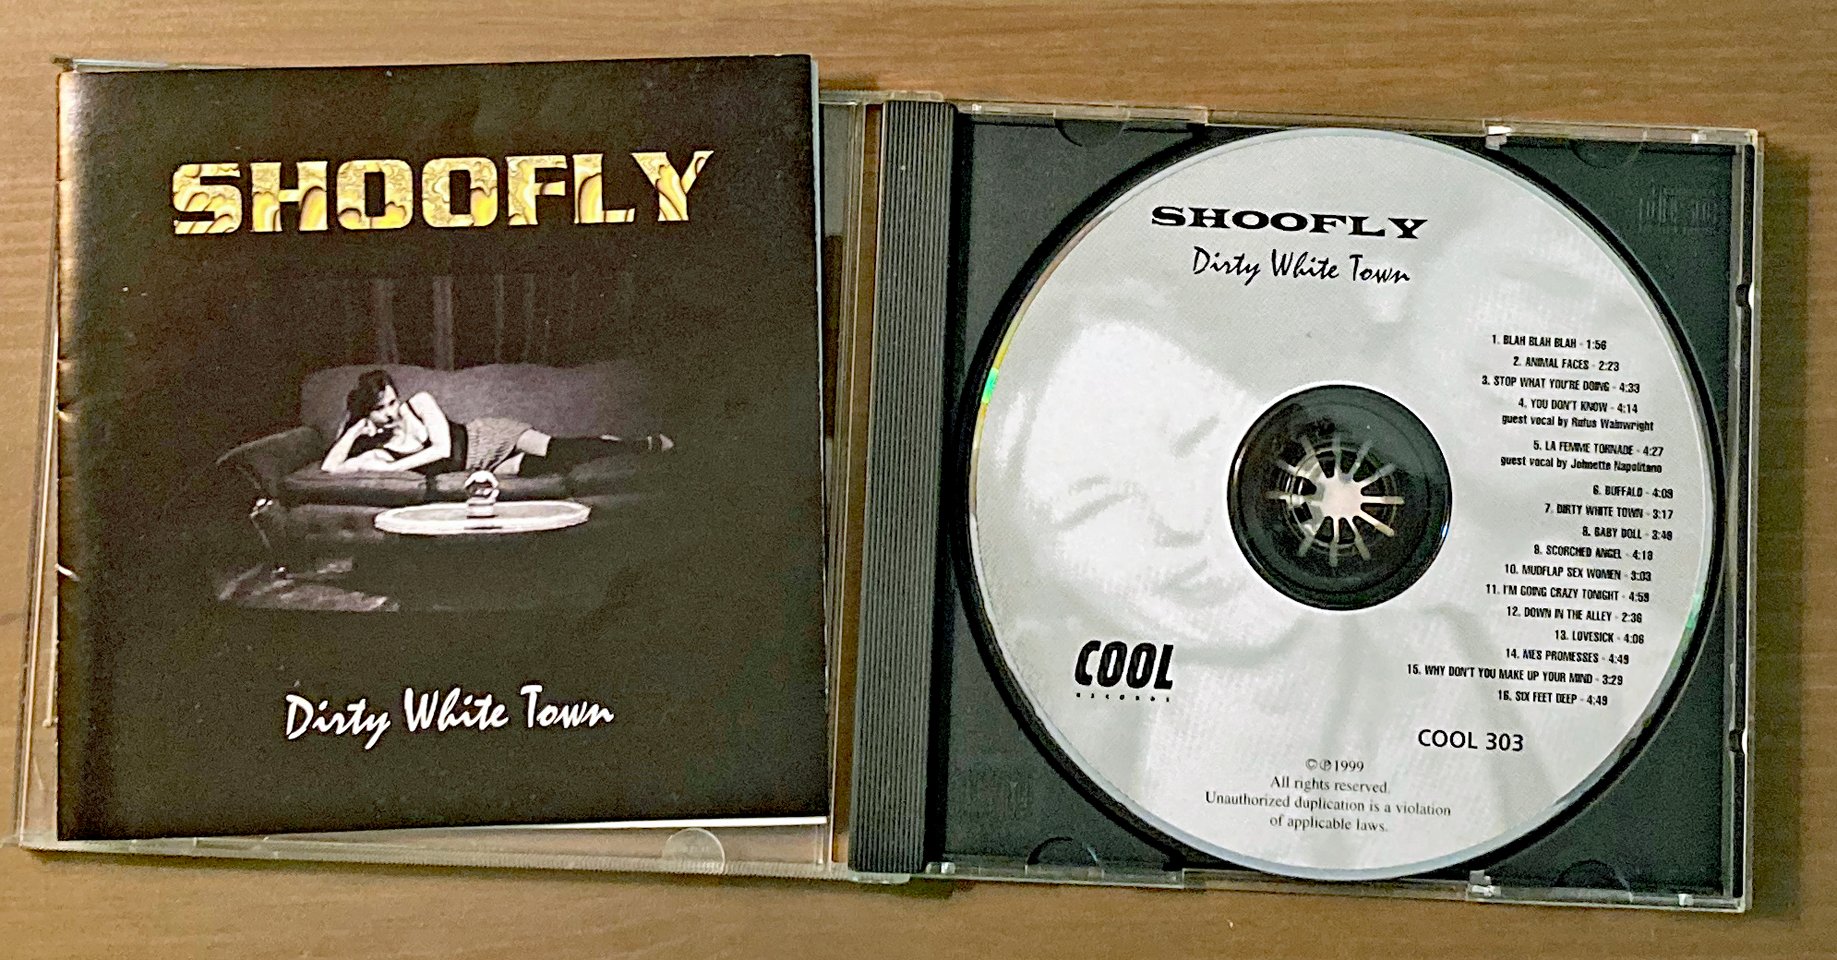 SHOOFLY
Dirty White Town
SHOOFLY
Dirty White Town
1. BLAH BLAH BLAH - 1:56
2. ANIMAL FACES - 2:23
3. STOP WHAT YOU'RE DOING - 4:33
4. YOU DON'T KNOW - 4:14
guest vocal by Rufus Wainwright
5. LA FEMME TORNADE - 4:27
guest vocal by Johnette Napolitano
6. BUFFALO - 4:09
7. DIRTY WHITE TOWN - 3:17
8. BABY DOLL - 3:48
9. SCORCHED ANGEL - 4:18
10. MUDFLAP SEX WOMEN - 3:03
11. I'M GOING CRAZY TONIGHT - 4:59
12. DOWN IN THE ALLEY - 2:36
13. LOVESICK - 4:06
14. MES PROMESSES - 4:49
15. WHY DON'T YOU MAKE UP YOUR MIND - 3:29
16. SIX FEET DEEP - 4:49
COOL
RECORDS
COOL 303
©℗1999
All rights reserved.
Unauthorized duplication is a violation
of applicable laws.